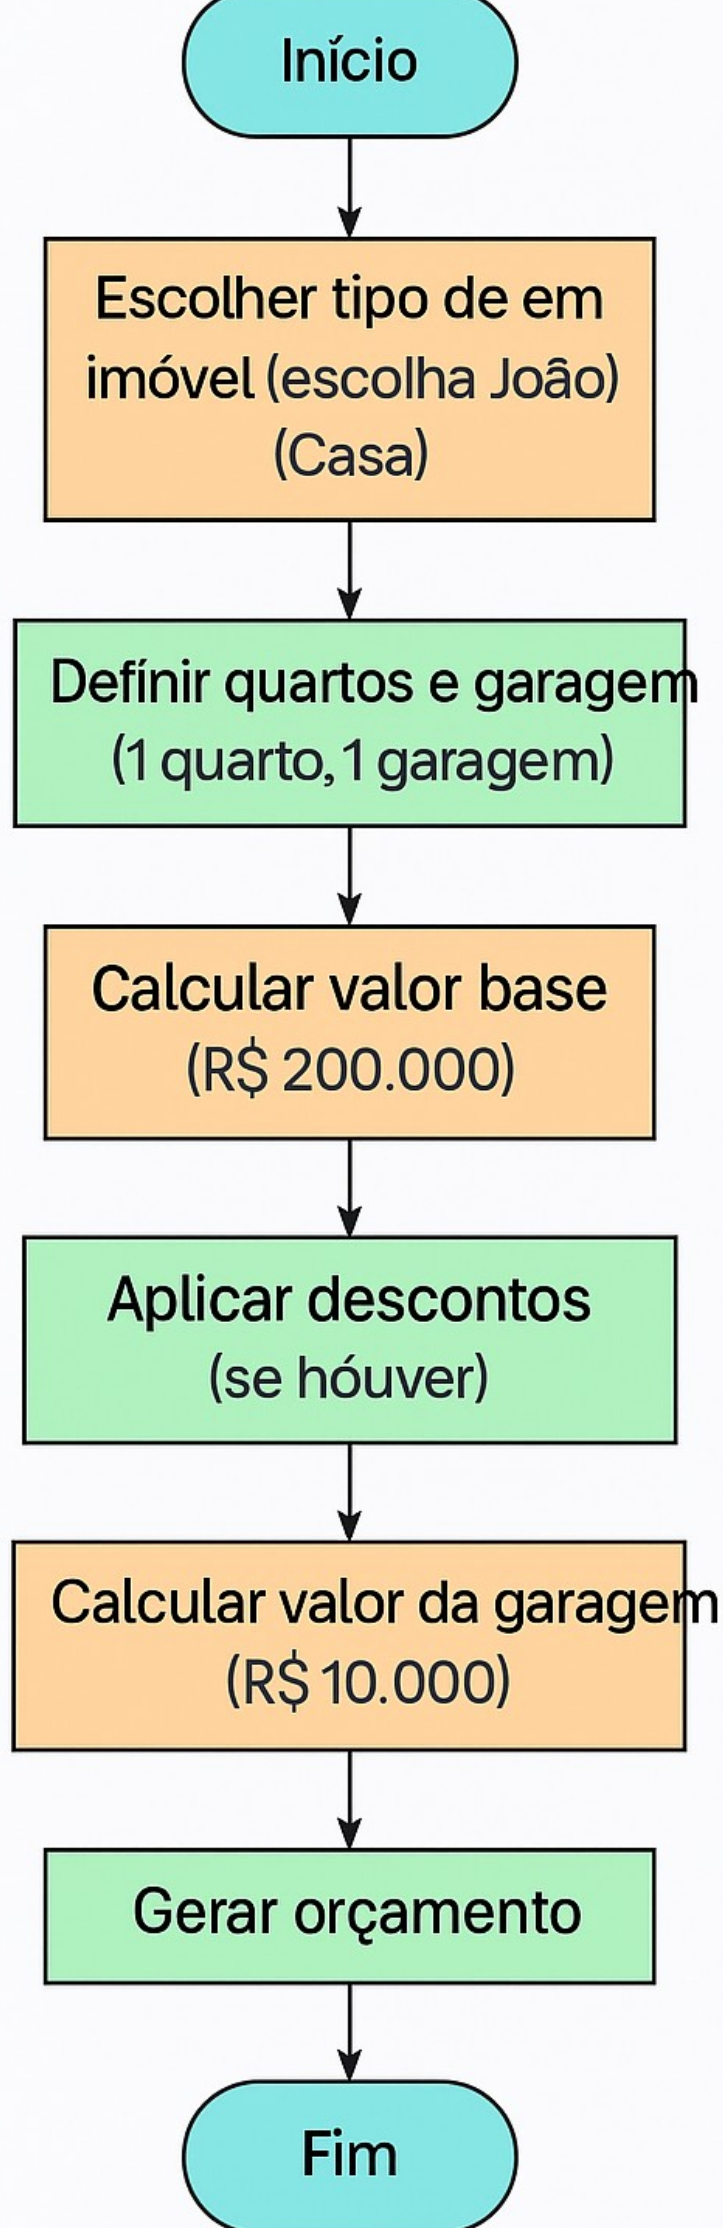 Início
Escolher tipo de em
imóvel (escolha Joâo)
(Casa)
Defínir quartos e garagem
(1 quarto, 1 garagem)
Calcular valor base
(R$ 200.000)
Aplicar descontos
(se hóuver)
Calcular valor da garagem
(R$ 10.000)
Gerar orçamento
Fim